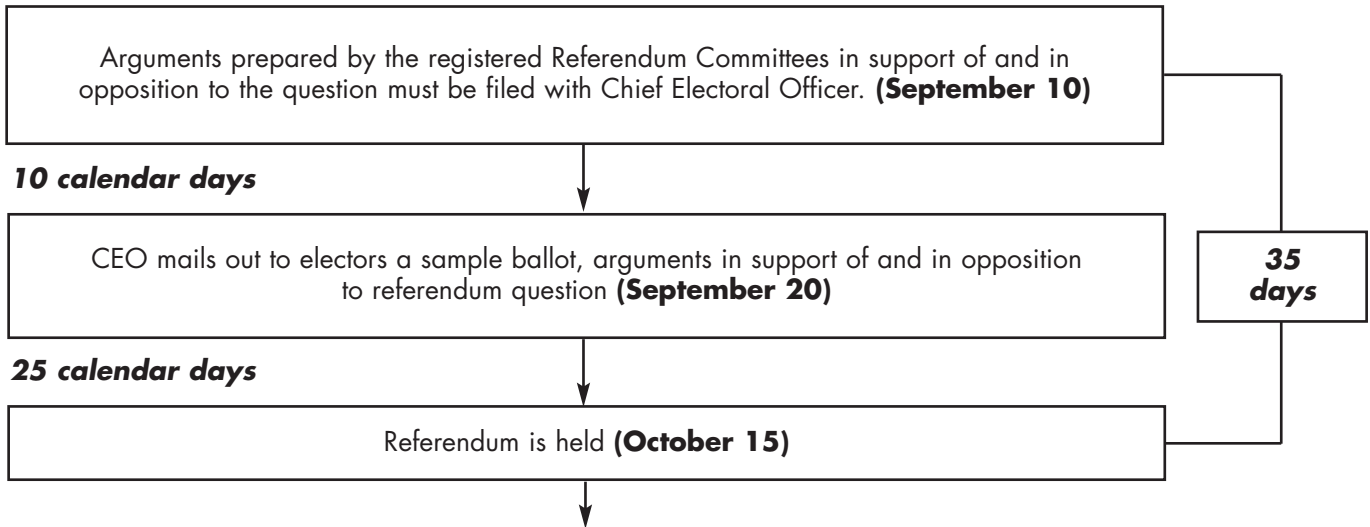 Arguments prepared by the registered Referendum Committees in support of and in
opposition to the question must be filed with Chief Electoral Officer. (September 10)
10 calendar days
CEO mails out to electors a sample ballot, arguments in support of and in opposition
to referendum question (September 20)
35
days
25 calendar days
Referendum is held (October 15)